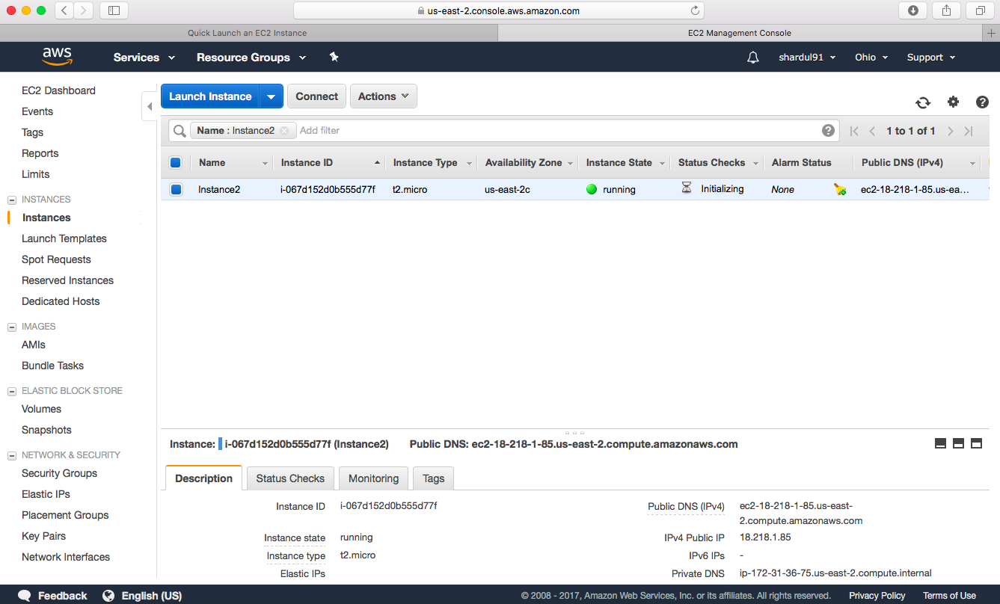 us-east-2.console.aws.amazon.com
Quick Launch an EC2 Instance
EC2 Management Console
aws
Services
Resource Groups
shardul91
Ohio
Support
EC2 Dashboard
Events
Tags
Reports
Limits
INSTANCES
Instances
Launch Templates
Spot Requests
Reserved Instances
Dedicated Hosts
IMAGES
AMIs
Bundle Tasks
ELASTIC BLOCK STORE
Volumes
Snapshots
NETWORK & SECURITY
Security Groups
Elastic IPs
Placement Groups
Key Pairs
Network Interfaces
Launch Instance Connect Actions
Name : Instance2 Add filter
1 to 1 of 1
Name Instance ID Instance Type Availability Zone Instance State Status Checks Alarm Status Public DNS (IPv4)
Instance2 i-067d152d0b555d77f t2.micro us-east-2c running Initializing None ec2-18-218-1-85.us-ea…
Instance: i-067d152d0b555d77f (Instance2) Public DNS: ec2-18-218-1-85.us-east-2.compute.amazonaws.com
Description Status Checks Monitoring Tags
Instance ID i-067d152d0b555d77f
Instance state running
Instance type t2.micro
Elastic IPs
Public DNS (IPv4) ec2-18-218-1-85.us-east-
2.compute.amazonaws.com
IPv4 Public IP 18.218.1.85
IPv6 IPs -
Private DNS ip-172-31-36-75.us-east-2.compute.internal
Feedback English (US) © 2008 - 2017, Amazon Web Services, Inc. or its affiliates. All rights reserved. Privacy Policy Terms of Use